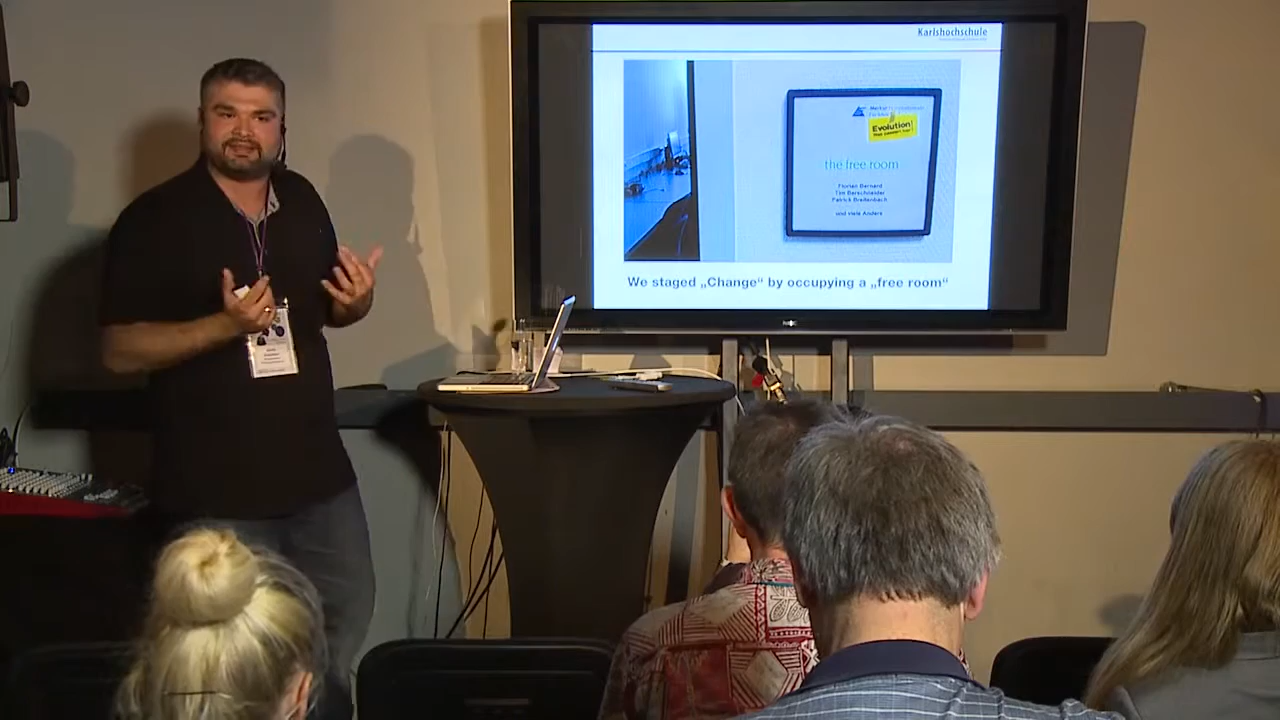 Karlshochschule
Evolution!
the free room
Florian Bernard
Tim Berschneider
Patrick Breitenbach
und viele Anders
We staged „Change“ by occupying a „free room“